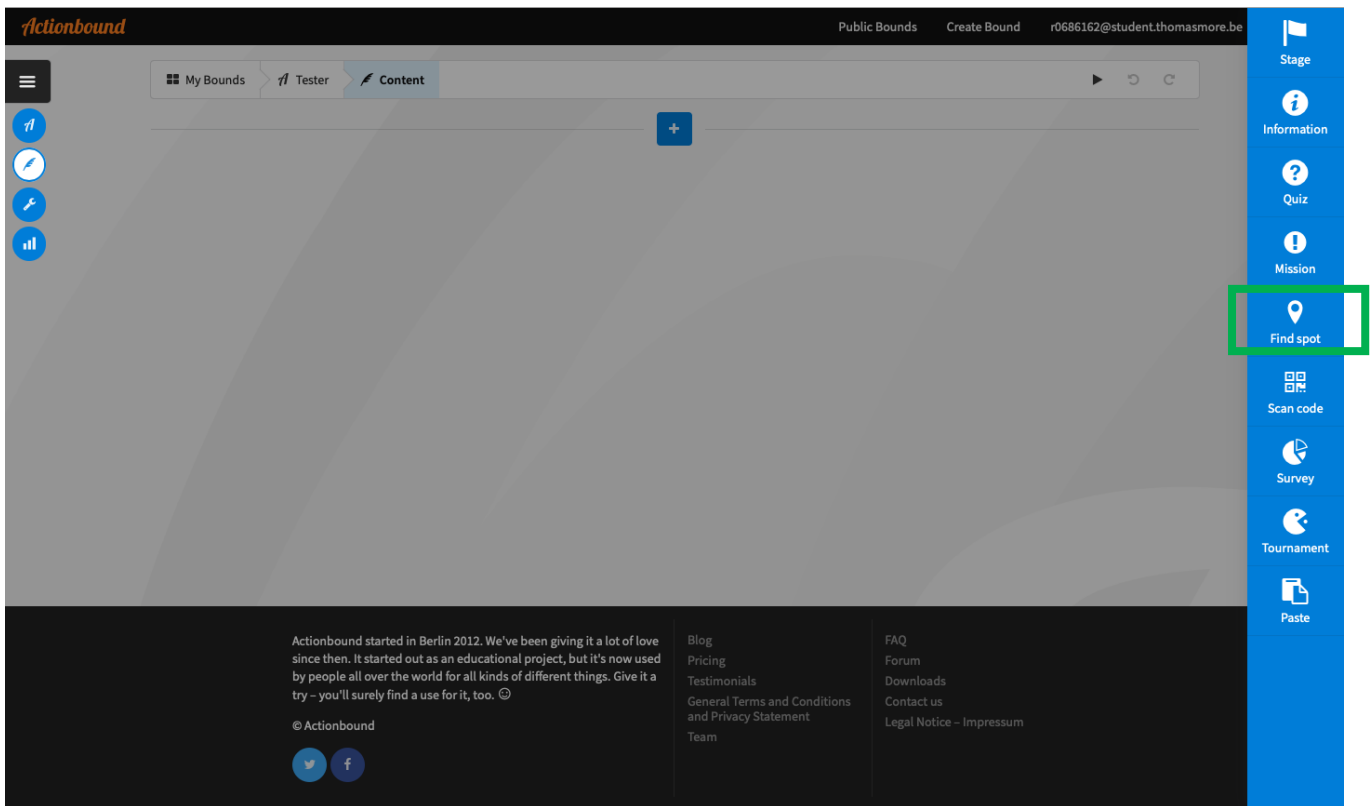 Actionbound
Public Bounds
Create Bound
r0686162@student.thomasmore.be
My Bounds
Tester
Content
Stage
Information
Quiz
Mission
Find spot
Scan code
Survey
Tournament
Paste
Actionbound started in Berlin 2012. We've been giving it a lot of love
since then. It started out as an educational project, but it's now used
by people all over the world for all kinds of different things. Give it a
try – you'll surely find a use for it, too. ☺
© Actionbound
Blog
Pricing
Testimonials
General Terms and Conditions
and Privacy Statement
Team
FAQ
Forum
Downloads
Contact us
Legal Notice – Impressum